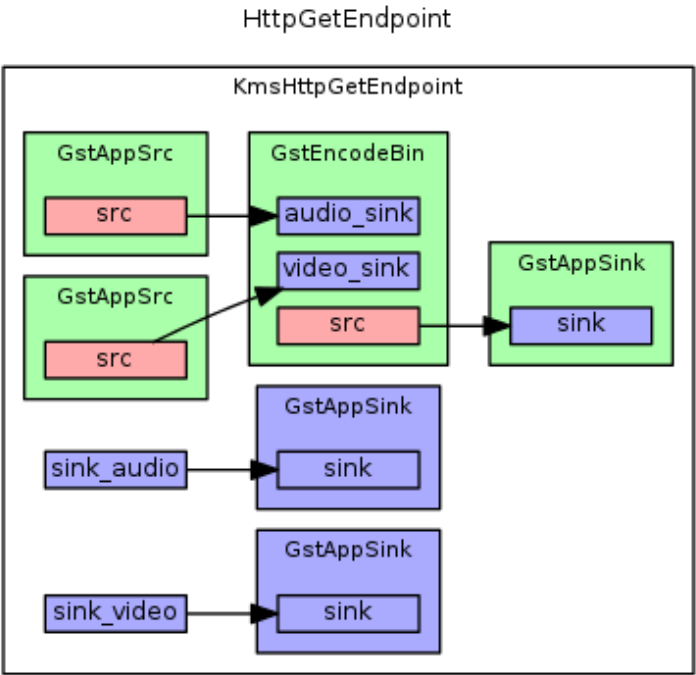 HttpGetEndpoint
KmsHttpGetEndpoint
GstAppSrc
src
GstAppSrc
src
GstEncodeBin
audio_sink
video_sink
src
GstAppSink
sink
sink_audio
GstAppSink
sink
sink_video
GstAppSink
sink